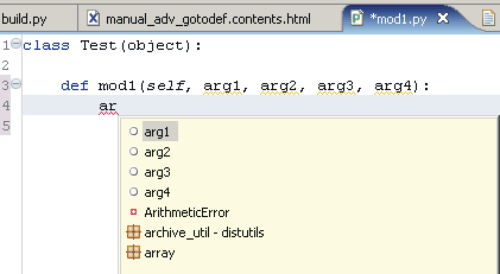 build.py manual_adv_gotodef.contents.html *mod1.py
1 class Test(object):
2
3 def mod1(self, arg1, arg2, arg3, arg4):
4 ar
5
arg1
arg2
arg3
arg4
ArithmeticError
archive_util - distutils
array